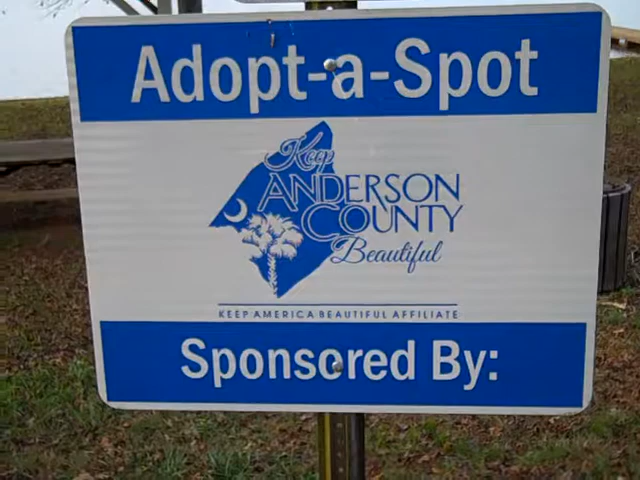 Adopt-a-Spot
Keep
ANDERSON
COUNTY
Beautiful
KEEP AMERICA BEAUTIFUL AFFILIATE
Sponsored By: